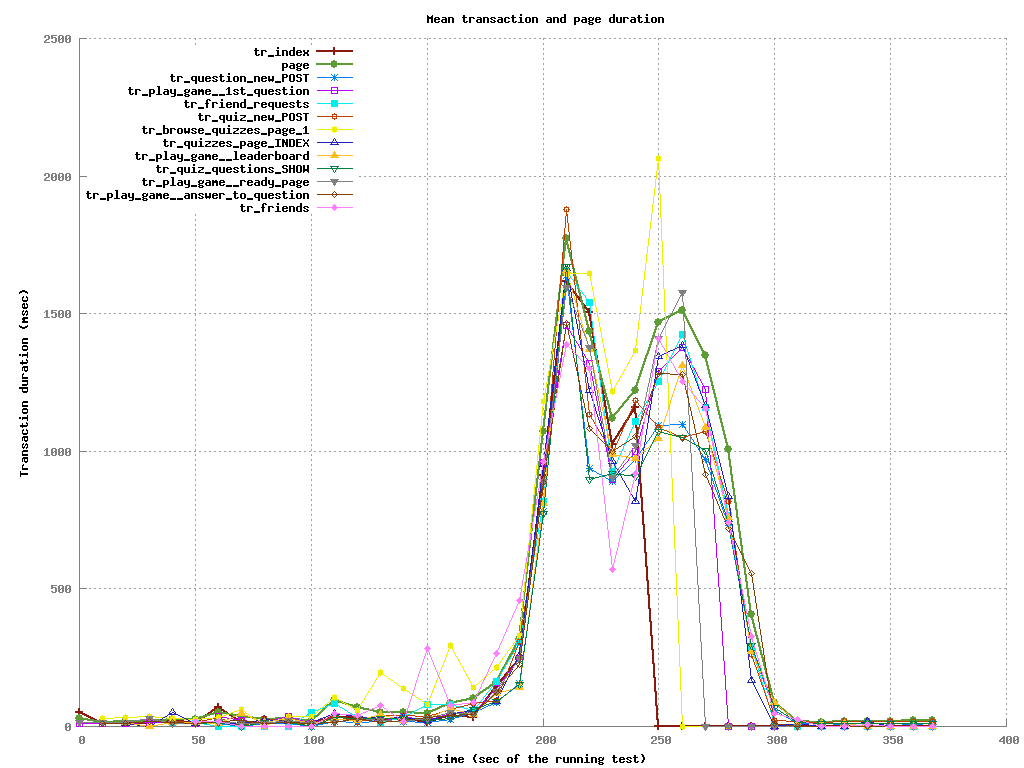 Mean transaction and page duration
Transaction duration (msec)
2500
2000
1500
1000
500
0
tr_index
page
tr_question_new_POST
tr_play_game__1st_question
tr_friend_requests
tr_quiz_new_POST
tr_browse_quizzes_page_1
tr_quizzes_page_INDEX
tr_play_game__leaderboard
tr_quiz_questions_SHOW
tr_play_game__ready_page
tr_play_game__answer_to_question
tr_friends
0 50 100 150 200 250 300 350 400
time (sec of the running test)